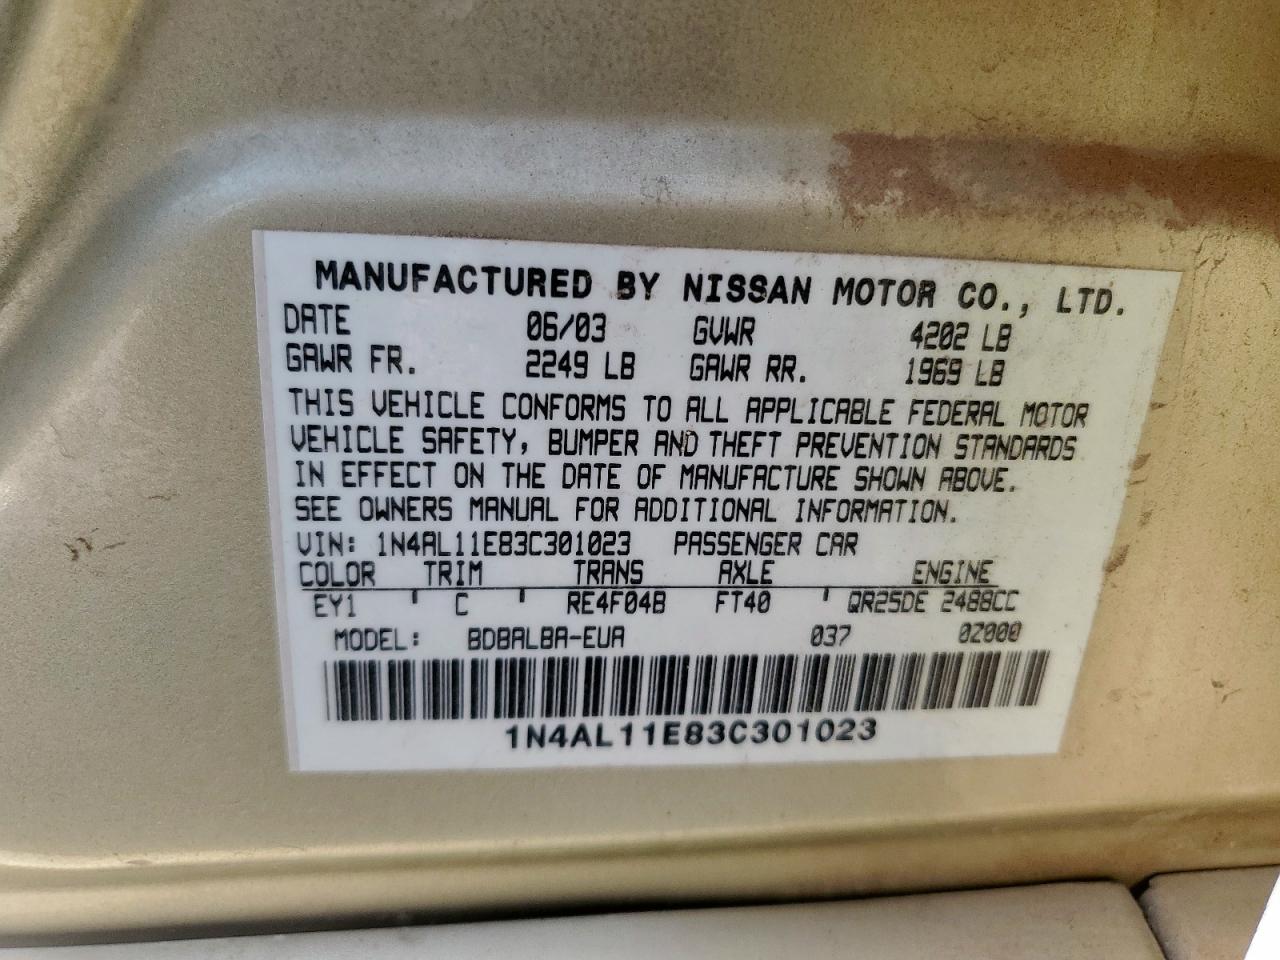 MANUFACTURED BY NISSAN MOTOR CO., LTD.
DATE 06/03 GVWR 4202 LB
GAWR FR. 2249 LB GAWR RR. 1969 LB
THIS VEHICLE CONFORMS TO ALL APPLICABLE FEDERAL MOTOR
VEHICLE SAFETY, BUMPER AND THEFT PREVENTION STANDARDS
IN EFFECT ON THE DATE OF MANUFACTURE SHOWN ABOVE.
SEE OWNERS MANUAL FOR ADDITIONAL INFORMATION.
VIN: 1N4AL11E83C301023 PASSENGER CAR
COLOR TRIM TRANS AXLE ENGINE
EY1 C RE4F04B FT40 QR25DE 2488CC
MODEL: BDBALBA-EUA 037 0Z000
1N4AL11E83C301023